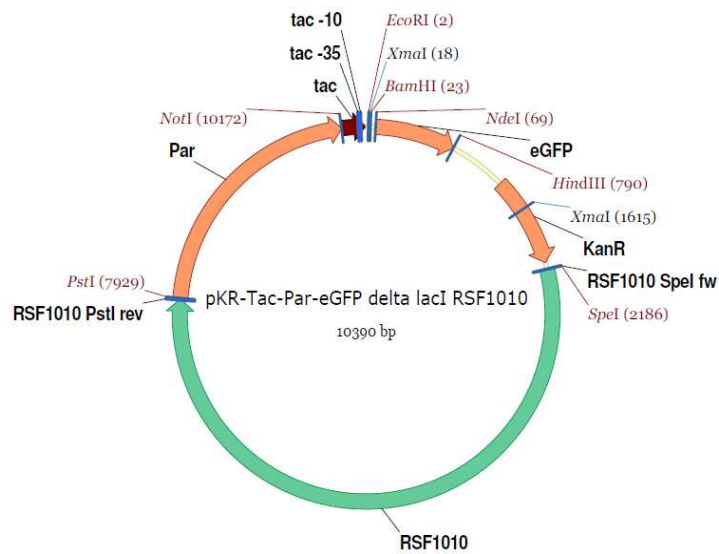 tac -10
EcoRI (2)
tac -35
XmaI (18)
tac
BamHI (23)
NotI (10172)
NdeI (69)
Par
eGFP
HindIII (790)
XmaI (1615)
KanR
PstI (7929)
RSF1010 SpeI fw
RSF1010 PstI rev
pKR-Tac-Par-eGFP delta lacI RSF1010
SpeI (2186)
10390 bp
RSF1010